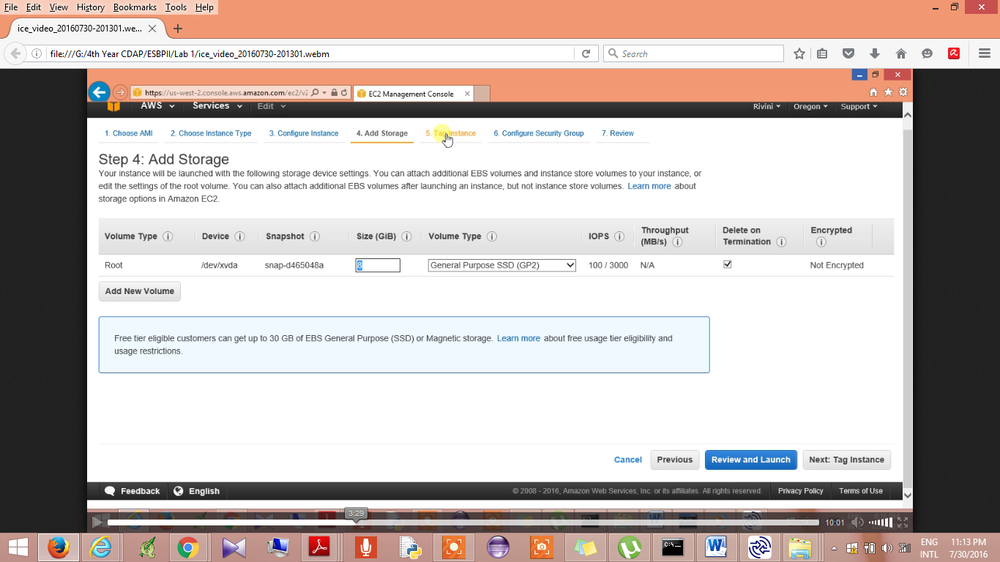 File Edit View History Bookmarks Tools Help
ice_video_20160730-201301.we...
file:///G:/4th Year CDAP/ESBPII/Lab 1/ice_video_20160730-201301.webm
Search
https://us-west-2.console.aws.amazon.com/ec2/v2
EC2 Management Console
AWS Services Edit Rivini Oregon Support
1. Choose AMI 2. Choose Instance Type 3. Configure Instance 4. Add Storage 5. Tag Instance 6. Configure Security Group 7. Review
Step 4: Add Storage
Your instance will be launched with the following storage device settings. You can attach additional EBS volumes and instance store volumes to your instance, or
edit the settings of the root volume. You can also attach additional EBS volumes after launching an instance, but not instance store volumes. Learn more about
storage options in Amazon EC2.
Volume Type Device Snapshot Size (GiB) Volume Type IOPS Throughput (MB/s) Delete on Termination Encrypted
Root /dev/xvda snap-d465048a 8 General Purpose SSD (GP2) 100 / 3000 N/A Not Encrypted
Add New Volume
Free tier eligible customers can get up to 30 GB of EBS General Purpose (SSD) or Magnetic storage. Learn more about free usage tier eligibility and
usage restrictions.
Cancel Previous Review and Launch Next: Tag Instance
Feedback English © 2008 - 2016, Amazon Web Services, Inc. or its affiliates. All rights reserved. Privacy Policy Terms of Use
3:29
10:01
ENG 11:13 PM
INTL 7/30/2016